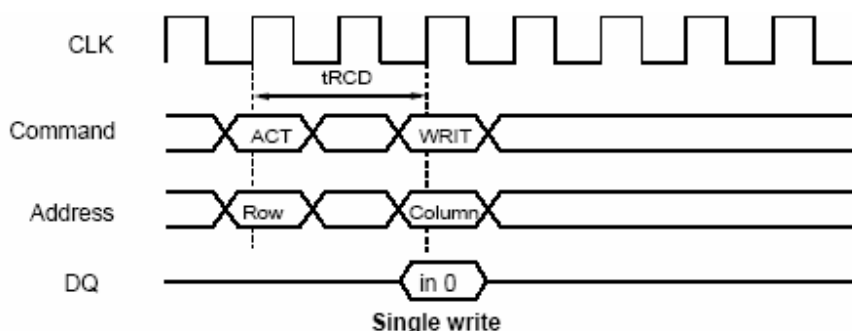 CLK
tRCD
Command ACT WRIT
Address Row Column
DQ in 0
Single write